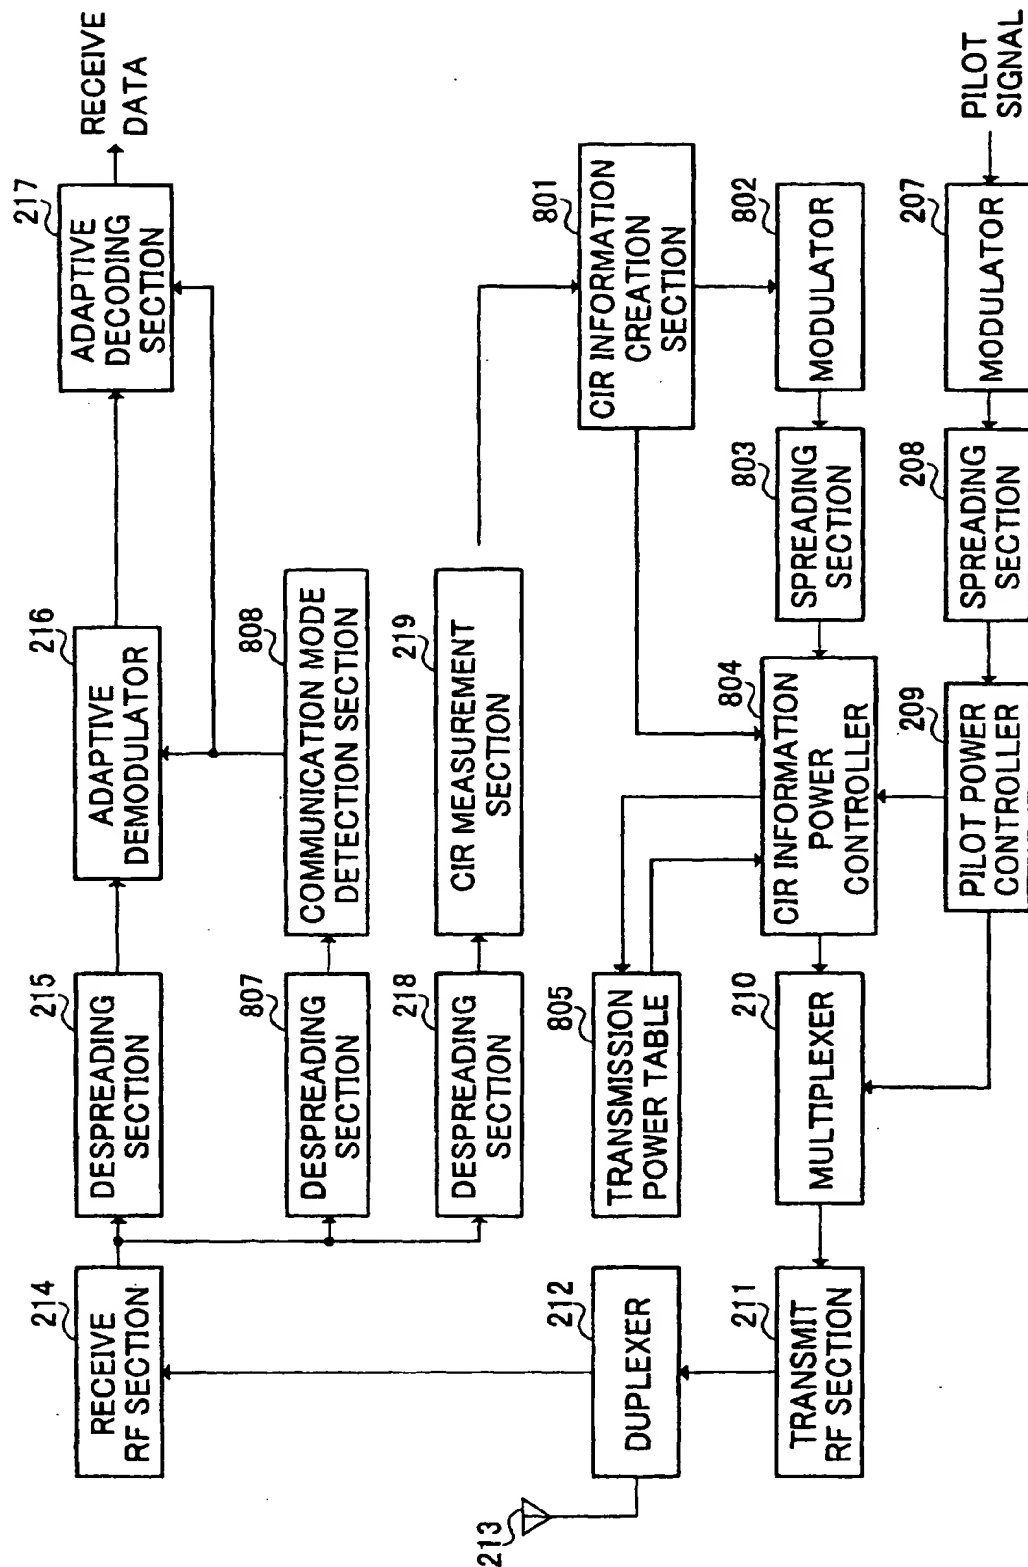 217
ADAPTIVE
DECODING
SECTION
RECEIVE
DATA
216
ADAPTIVE
DEMODULATOR
215
DESPREADING
SECTION
214
RECEIVE
RF SECTION
808
COMMUNICATION MODE
DETECTION SECTION
807
DESPREADING
SECTION
219
CIR MEASUREMENT
SECTION
218
DESPREADING
SECTION
801
CIR INFORMATION
CREATION
SECTION
805
TRANSMISSION
POWER TABLE
212
DUPLEXER
213
802
MODULATOR
803
SPREADING
SECTION
804
CIR INFORMATION
POWER
CONTROLLER
210
MULTIPLEXER
211
TRANSMIT
RF SECTION
PILOT
SIGNAL
207
MODULATOR
208
SPREADING
SECTION
209
PILOT POWER
CONTROLLER